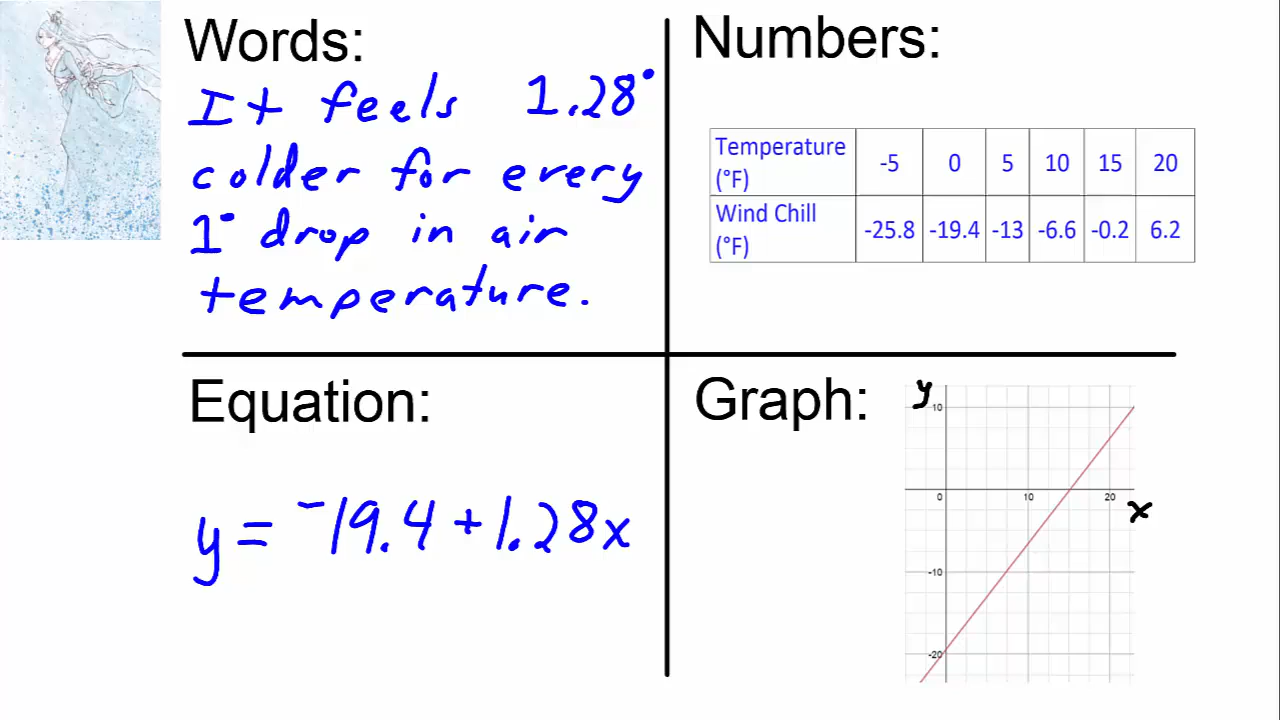 Words:
It feels 1.28°
colder for every
1° drop in air
temperature.
Numbers:
Temperature (°F) -5 0 5 10 15 20
Wind Chill (°F) -25.8 -19.4 -13 -6.6 -0.2 6.2
Equation:
y = -19.4 + 1.28x
Graph:
y
10
0 10 20
x
-10
-20